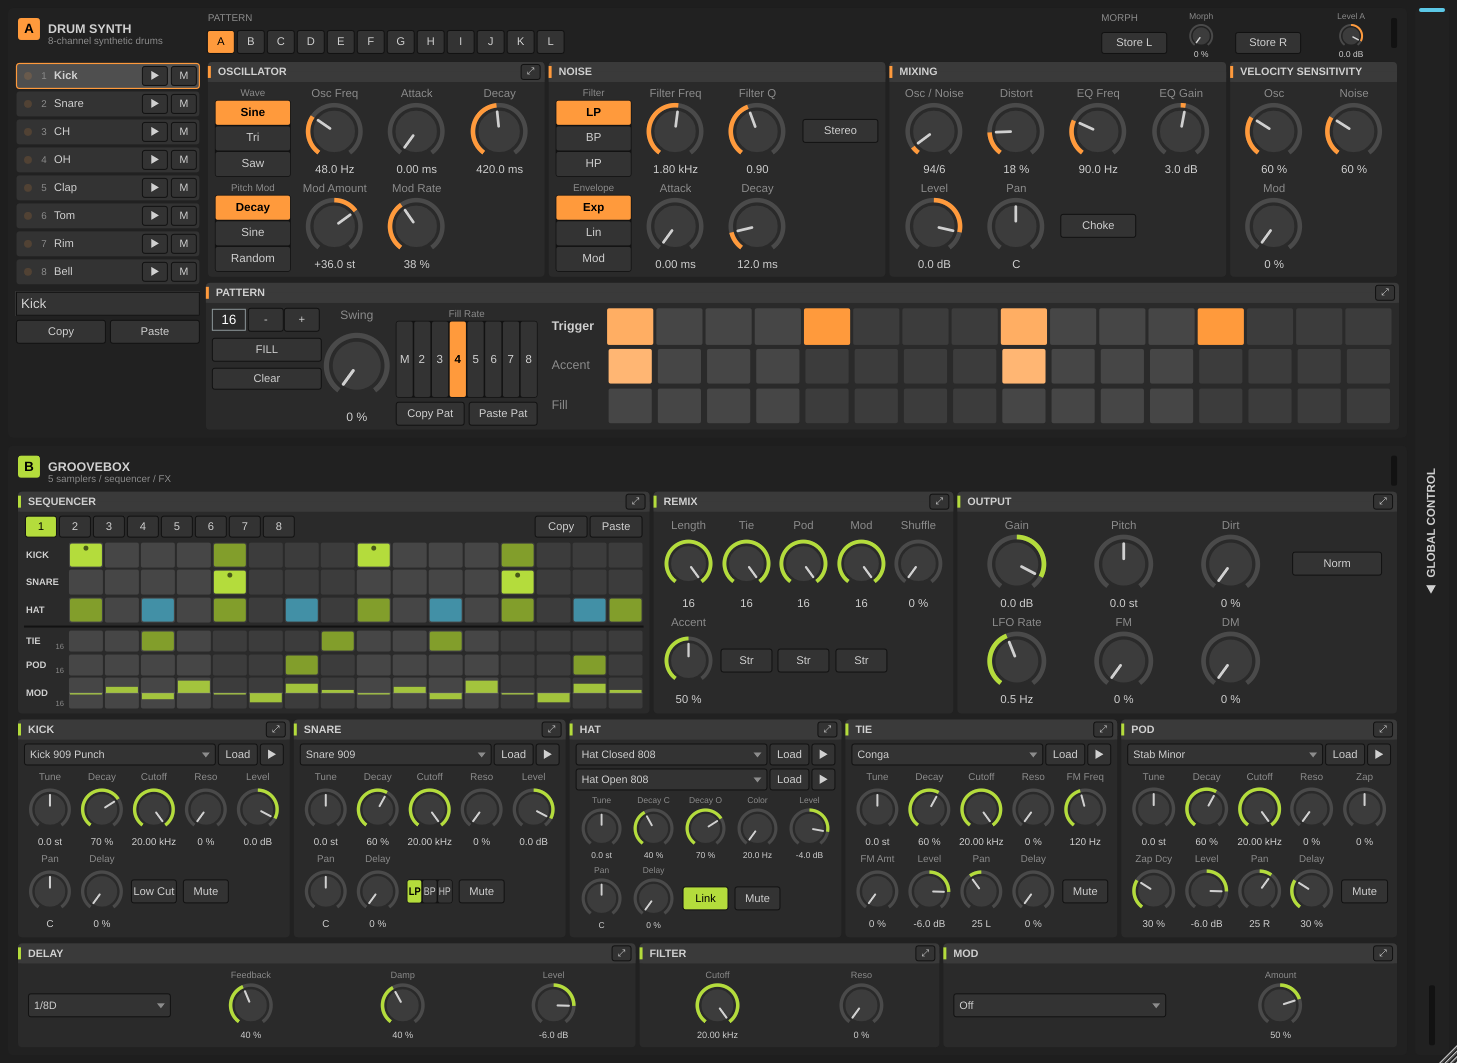 A DRUM SYNTH
8-channel synthetic drums
PATTERN
A B C D E F G H I J K L
MORPH
Store L
Morph
0 %
Store R
Level A
0.0 dB
1 Kick M
2 Snare M
3 CH M
4 OH M
5 Clap M
6 Tom M
7 Rim M
8 Bell M
Kick
Copy Paste
OSCILLATOR
Wave Osc Freq Attack Decay
Sine
Tri
Saw
48.0 Hz 0.00 ms 420.0 ms
Pitch Mod Mod Amount Mod Rate
Decay
Sine
Random
+36.0 st 38 %
NOISE
Filter Filter Freq Filter Q
LP
BP
HP
Stereo
1.80 kHz 0.90
Envelope Attack Decay
Exp
Lin
Mod
0.00 ms 12.0 ms
MIXING
Osc / Noise Distort EQ Freq EQ Gain
94/6 18 % 90.0 Hz 3.0 dB
Level Pan
Choke
0.0 dB C
VELOCITY SENSITIVITY
Osc Noise
60 % 60 %
Mod
0 %
PATTERN
16 - +
FILL
Clear
Swing
0 %
Fill Rate
M 2 3 4 5 6 7 8
Copy Pat Paste Pat
Trigger
Accent
Fill
B GROOVEBOX
5 samplers / sequencer / FX
SEQUENCER
1 2 3 4 5 6 7 8 Copy Paste
KICK
SNARE
HAT
TIE 16
POD 16
MOD 16
REMIX
Length Tie Pod Mod Shuffle
16 16 16 16 0 %
Accent
Str Str Str
50 %
OUTPUT
Gain Pitch Dirt
Norm
0.0 dB 0.0 st 0 %
LFO Rate FM DM
0.5 Hz 0 % 0 %
KICK
Kick 909 Punch Load
Tune Decay Cutoff Reso Level
0.0 st 70 % 20.00 kHz 0 % 0.0 dB
Pan Delay
Low Cut Mute
C 0 %
SNARE
Snare 909 Load
Tune Decay Cutoff Reso Level
0.0 st 60 % 20.00 kHz 0 % 0.0 dB
Pan Delay
LP BP HP Mute
C 0 %
HAT
Hat Closed 808 Load
Hat Open 808 Load
Tune Decay C Decay O Color Level
0.0 st 40 % 70 % 20.0 Hz -4.0 dB
Pan Delay
Link Mute
C 0 %
TIE
Conga Load
Tune Decay Cutoff Reso FM Freq
0.0 st 60 % 20.00 kHz 0 % 120 Hz
FM Amt Level Pan Delay
Mute
0 % -6.0 dB 25 L 0 %
POD
Stab Minor Load
Tune Decay Cutoff Reso Zap
0.0 st 60 % 20.00 kHz 0 % 0 %
Zap Dcy Level Pan Delay
Mute
30 % -6.0 dB 25 R 30 %
DELAY
Feedback Damp Level
1/8D
40 % 40 % -6.0 dB
FILTER
Cutoff Reso
20.00 kHz 0 %
MOD
Amount
Off
50 %
GLOBAL CONTROL